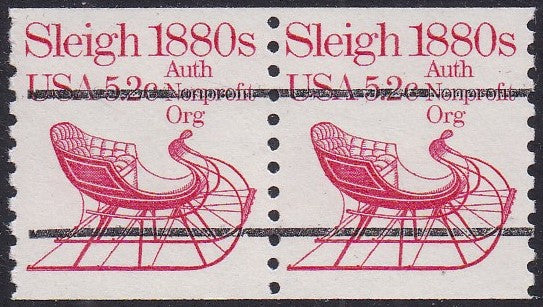 Sleigh 1880s
USA 5.2c Auth Nonprofit Org
Sleigh 1880s
USA 5.2c Auth Nonprofit Org